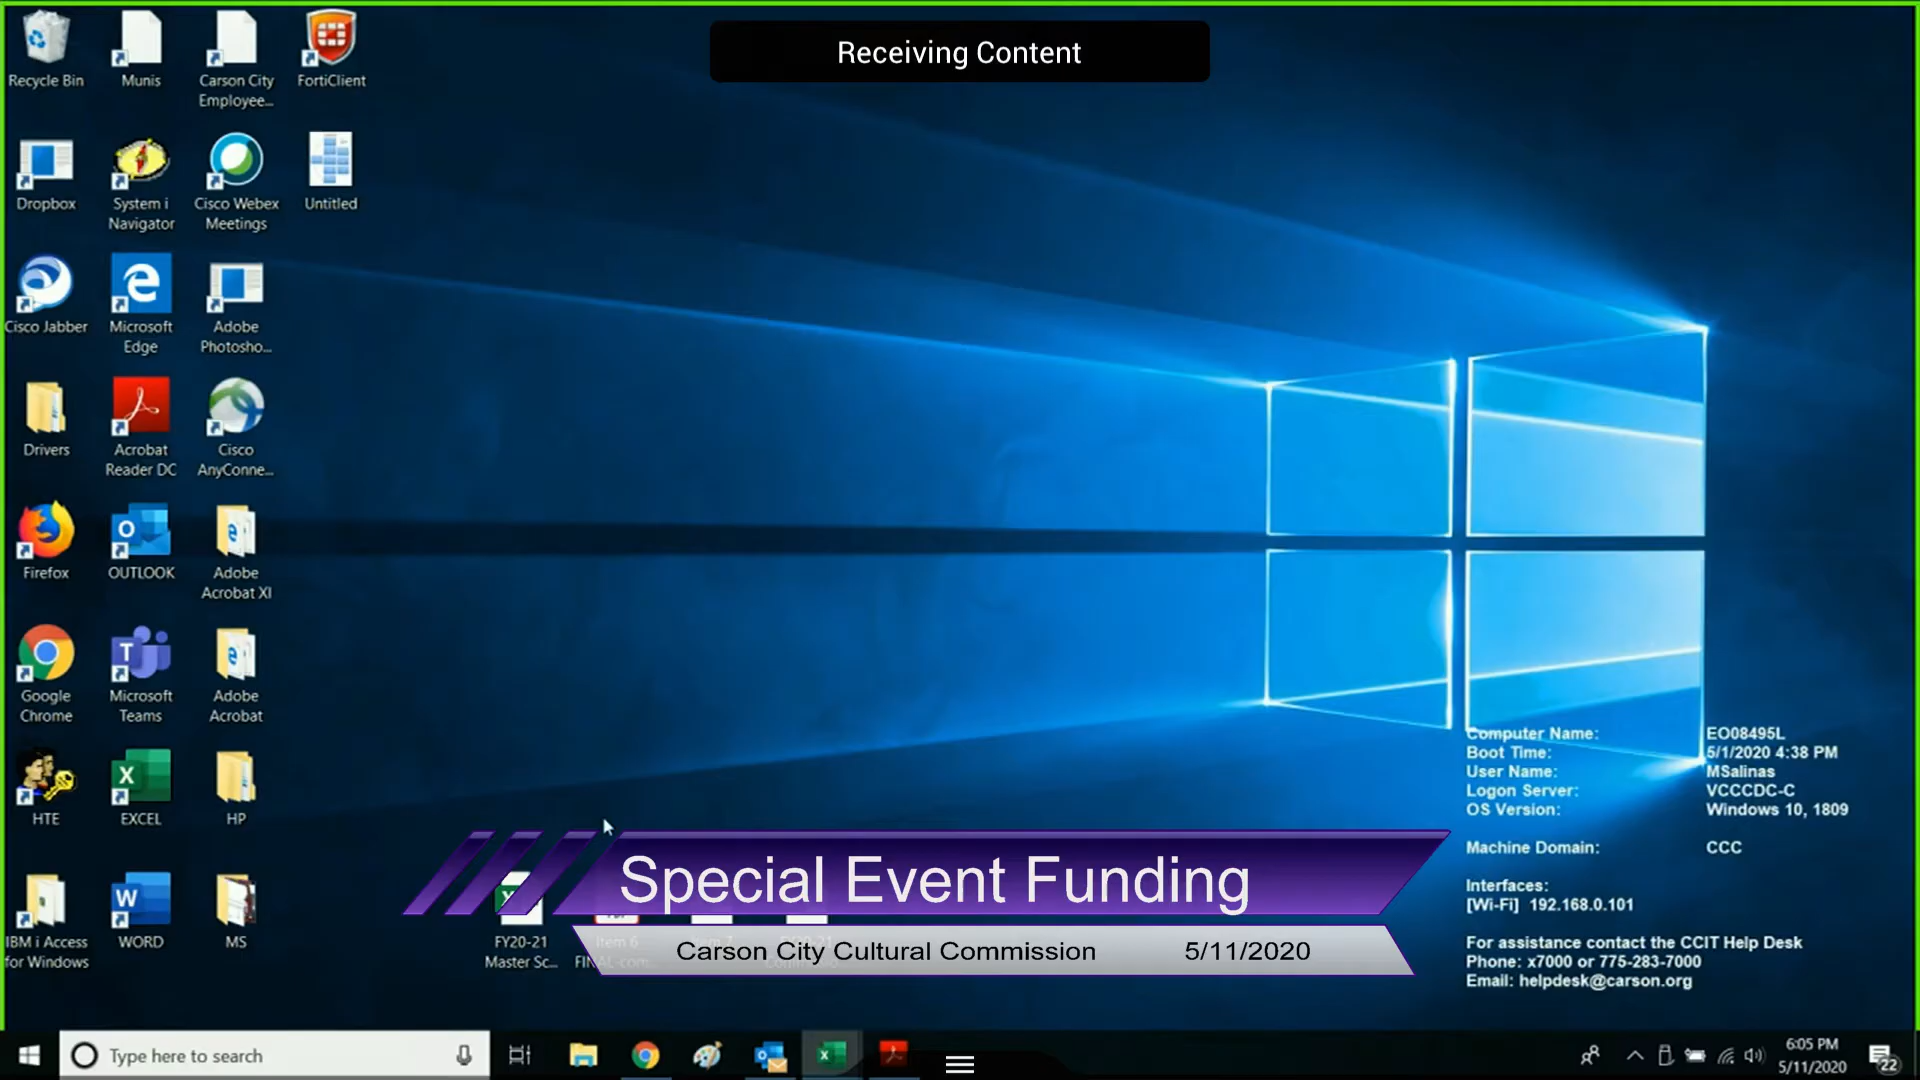 Receiving Content
Recycle Bin
Munis
Carson City
Employee...
FortiClient
Dropbox
System i
Navigator
Cisco Webex
Meetings
Untitled
Cisco Jabber
Microsoft
Edge
Adobe
Photosho...
Drivers
Acrobat
Reader DC
Cisco
AnyConne...
Firefox
OUTLOOK
Adobe
Acrobat XI
Google
Chrome
Microsoft
Teams
Adobe
Acrobat
HTE
EXCEL
HP
IBM i Access
for Windows
WORD
MS
FY20-21
Master Sc...
Item 6
Special Event Funding
Carson City Cultural Commission 5/11/2020
Computer Name: EO08495L
Boot Time: 5/1/2020 4:38 PM
User Name: MSalinas
Logon Server: VCCCDC-C
OS Version: Windows 10, 1809
Machine Domain: CCC
Interfaces:
[Wi-Fi] 192.168.0.101
For assistance contact the CCIT Help Desk
Phone: x7000 or 775-283-7000
Email: helpdesk@carson.org
Type here to search
6:05 PM
5/11/2020
22